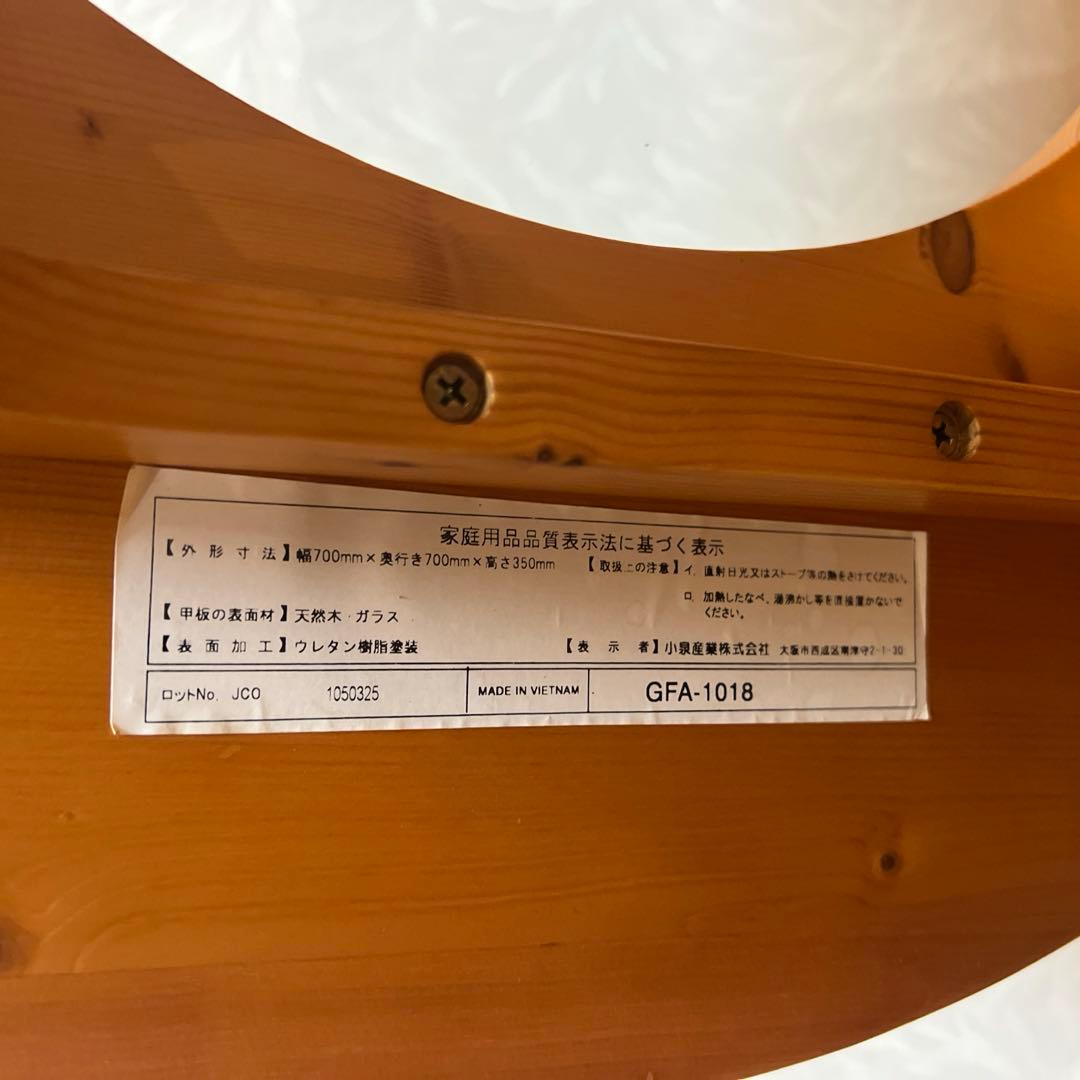 家庭用品品質表示法に基づく表示
【外形寸法】幅700mm×奥行き700mm×高さ350mm
【取扱上の注意】イ.直射日光又はストーブ等の熱をさけてください。
ロ.加熱したなべ、湯沸かし等を直接置かないで
ください。
【甲板の表面材】天然木・ガラス
【表面加工】ウレタン樹脂塗装
【表示者】小泉産業株式会社 大阪市西成区南津守2-1-30
ロットNo. JCO 1050325
MADE IN VIETNAM
GFA-1018